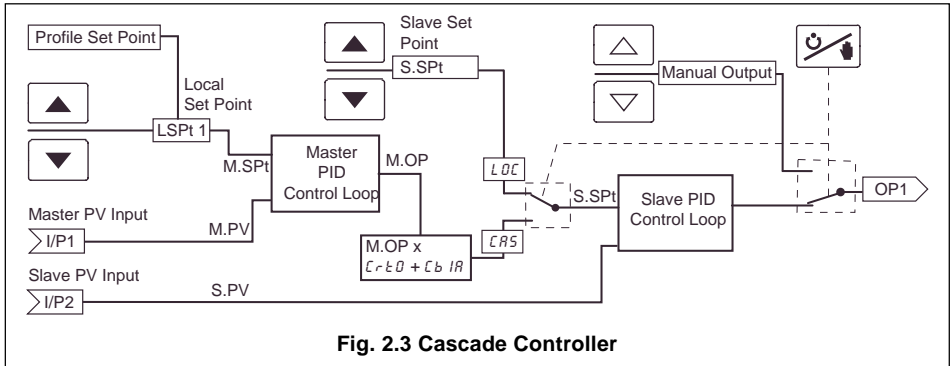 Profile Set Point
Local
Set Point
LSPt 1
Slave Set
Point
S.SPt
Manual Output
M.SPt
Master
PID
Control Loop
M.OP
LOC
CAS
S.SPt
Slave PID
Control Loop
OP1
Master PV Input
I/P1
M.PV
M.OP x
CrtO + CbIA
Slave PV Input
I/P2
S.PV
Fig. 2.3 Cascade Controller